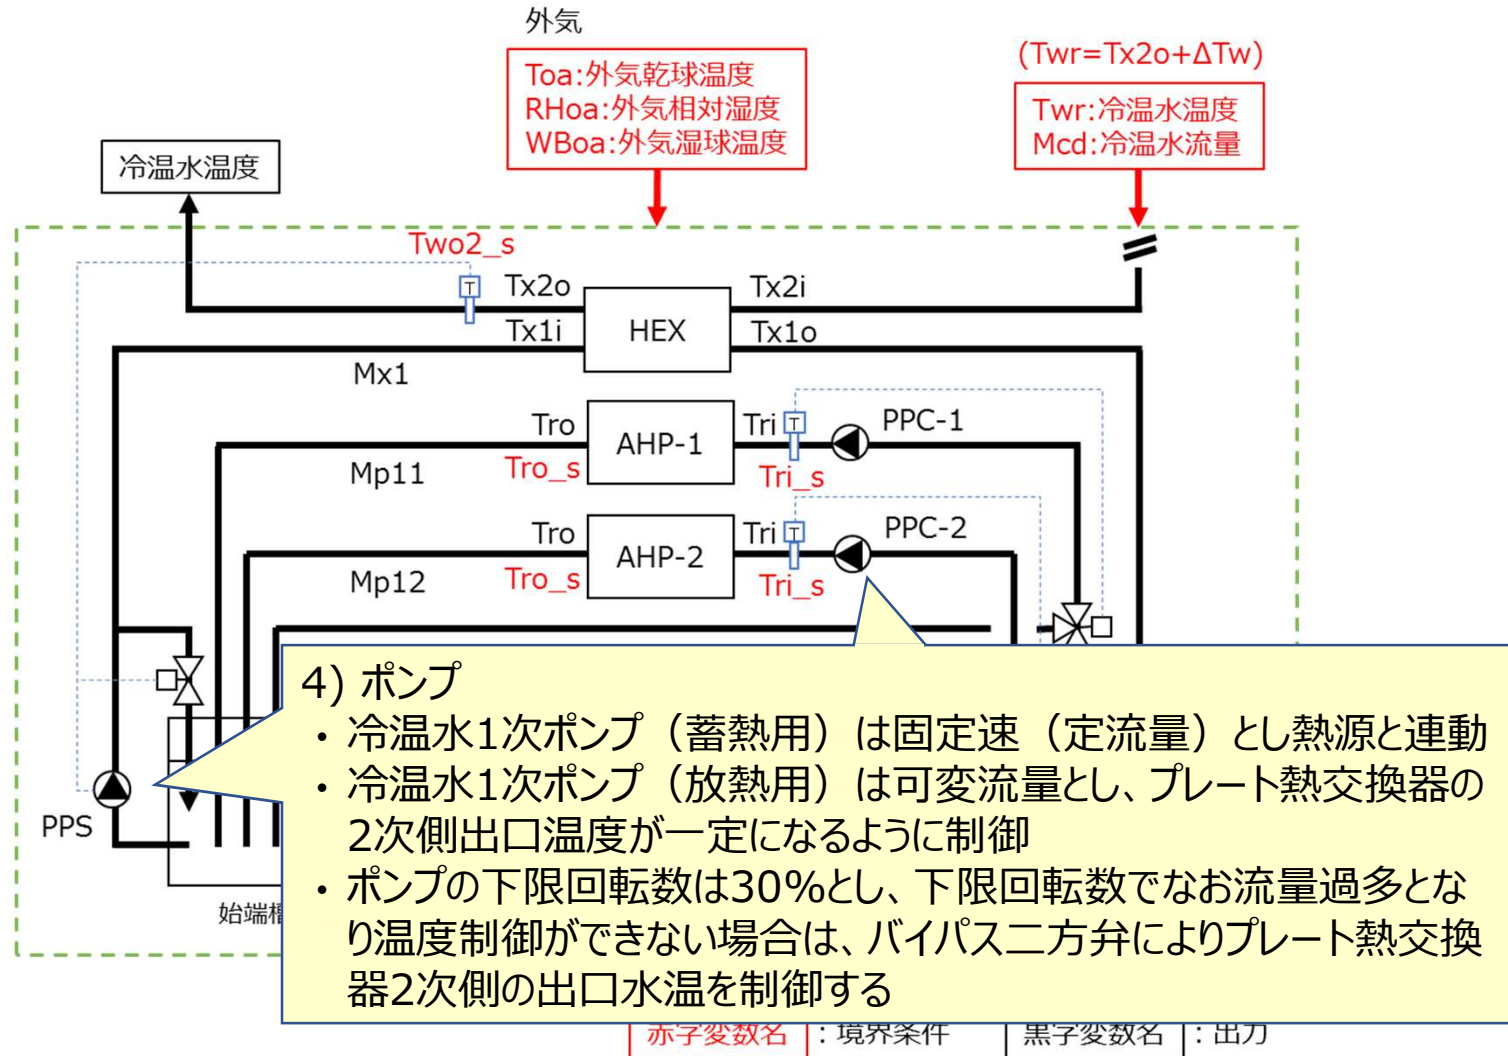 外気
Toa:外気乾球温度
RHoa:外気相対湿度
WBoa:外気湿球温度
(Twr=Tx2o+ΔTw)
Twr:冷温水温度
Mcd:冷温水流量
冷温水温度
Two2_s
T
Tx2o
HEX
Tx2i
Tx1i
Tx1o
Mx1
Tro
AHP-1
Tri
T
PPC-1
Mp11
Tro_s
Tri_s
Tro
AHP-2
Tri
T
PPC-2
Mp12
Tro_s
Tri_s
PPS
始端槽
4) ポンプ
・冷温水1次ポンプ（蓄熱用）は固定速（定流量）とし熱源と連動
・冷温水1次ポンプ（放熱用）は可変流量とし、プレート熱交換器の
2次側出口温度が一定になるように制御
・ポンプの下限回転数は30%とし、下限回転数でなお流量過多とな
り温度制御ができない場合は、バイパス二方弁によりプレート熱交換
器2次側の出口水温を制御する
赤字変数名：境界条件
黒字変数名：出力